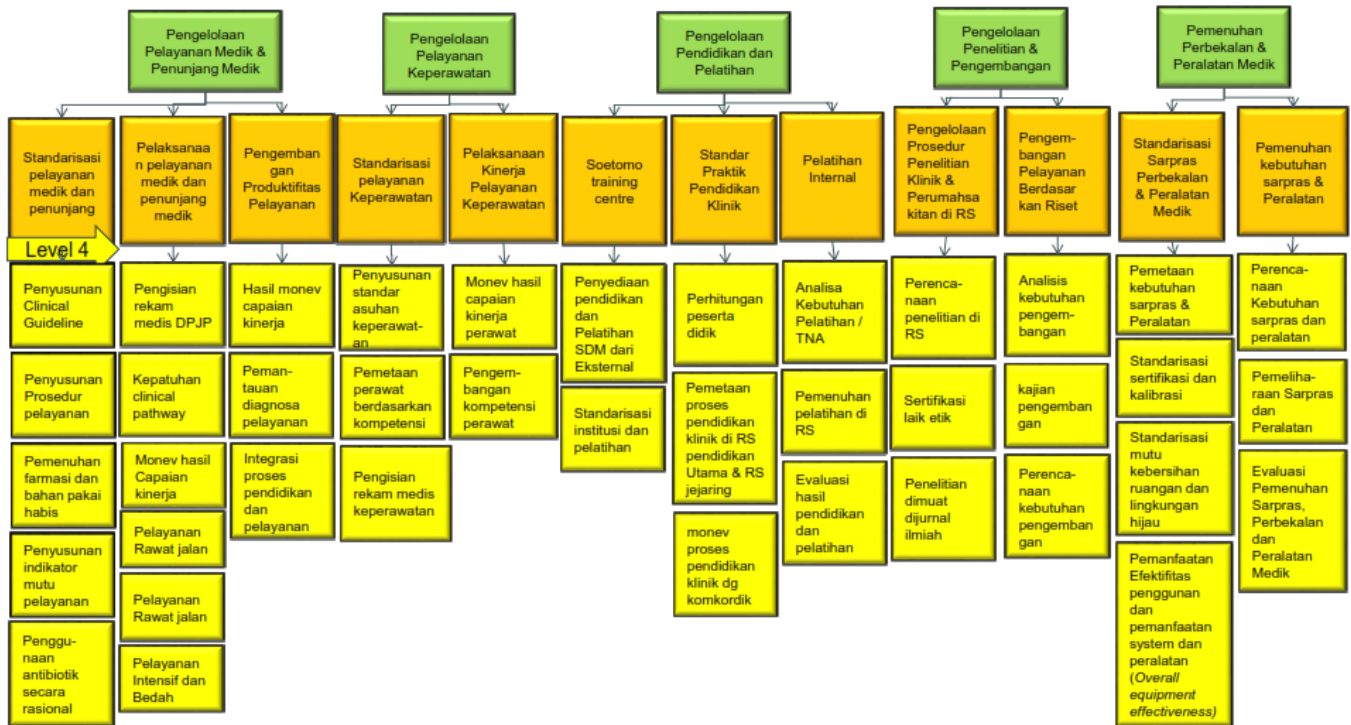 Pengelolaan
Pelayanan Medik &
Penunjang Medik
Pengelolaan
Pelayanan
Keperawatan
Pengelolaan
Pendidikan dan
Pelatihan
Pengelolaan
Penelitian &
Pengembangan
Pemenuhan
Perbekalan &
Peralatan Medik
Standarisasi
pelayanan
medik dan
penunjang
Pelaksanaa
n pelayanan
medik dan
penunjang
medik
Pengemban
gan
Produktifitas
Pelayanan
Standarisasi
pelayanan
Keperawatan
Pelaksanaan
Kinerja
Pelayanan
Keperawatan
Soetomo
training
centre
Standar
Praktik
Pendidikan
Klinik
Pelatihan
Internal
Pengelolaan
Prosedur
Penelitian
Klinik &
Perumahsa
kitan di RS
Pengem-
bangan
Pelayanan
Berdasar
kan Riset
Standarisasi
Sarpras
Perbekalan
& Peralatan
Medik
Pemenuhan
kebutuhan
sarpras &
Peralatan
Level 4
Penyusunan
Clinical
Guideline
Penyusunan
Prosedur
pelayanan
Pemenuhan
farmasi dan
bahan pakai
habis
Penyusunan
indikator
mutu
pelayanan
Penggu-
naan
antibiotik
secara
rasional
Pengisian
rekam
medis DPJP
Kepatuhan
clinical
pathway
Monev hasil
Capaian
kinerja
Pelayanan
Rawat jalan
Pelayanan
Rawat jalan
Pelayanan
Intensif dan
Bedah
Hasil monev
capaian
kinerja
Peman-
tauan
diagnosa
pelayanan
Integrasi
proses
pendidikan
dan
pelayanan
Penyusunan
standar
asuhan
keperawat-
an
Pemetaan
perawat
berdasarkan
kompetensi
Pengisian
rekam medis
keperawatan
Monev hasil
capaian
kinerja
perawat
Pengem-
bangan
kompetensi
perawat
Penyediaan
pendidikan
dan
Pelatihan
SDM dari
Eksternal
Standarisasi
institusi dan
pelatihan
Perhitungan
peserta
didik
Pemetaan
proses
pendidikan
klinik di RS
pendidikan
Utama & RS
jejaring
monev
proses
pendidikan
klinik dg
komkordik
Analisa
Kebutuhan
Pelatihan /
TNA
Pemenuhan
pelatihan di
RS
Evaluasi
hasil
pendidikan
dan
pelatihan
Perenca-
naan
penelitian di
RS
Sertifikasi
laik etik
Penelitian
dimuat
dijurnal
ilmiah
Analisis
kebutuhan
pengem-
bangan
kajian
pengemban
gan
Perenca-
naan
kebutuhan
pengemban
gan
Pemetaan
kebutuhan
sarpras &
Peralatan
Standarisasi
sertifikasi dan
kalibrasi
Standarisasi
mutu
kebersihan
ruangan dan
lingkungan
hijau
Pemanfaatan
Efektifitas
penggunan
dan
pemanfaatan
system dan
peralatan
(Overall
equipment
effectiveness)
Perenca-
naan
Kebutuhan
sarpras dan
peralatan
Pemeliha-
raan Sarpras
dan
Peralatan
Evaluasi
Pemenuhan
Sarpras,
Perbekalan
dan
Peralatan
Medik